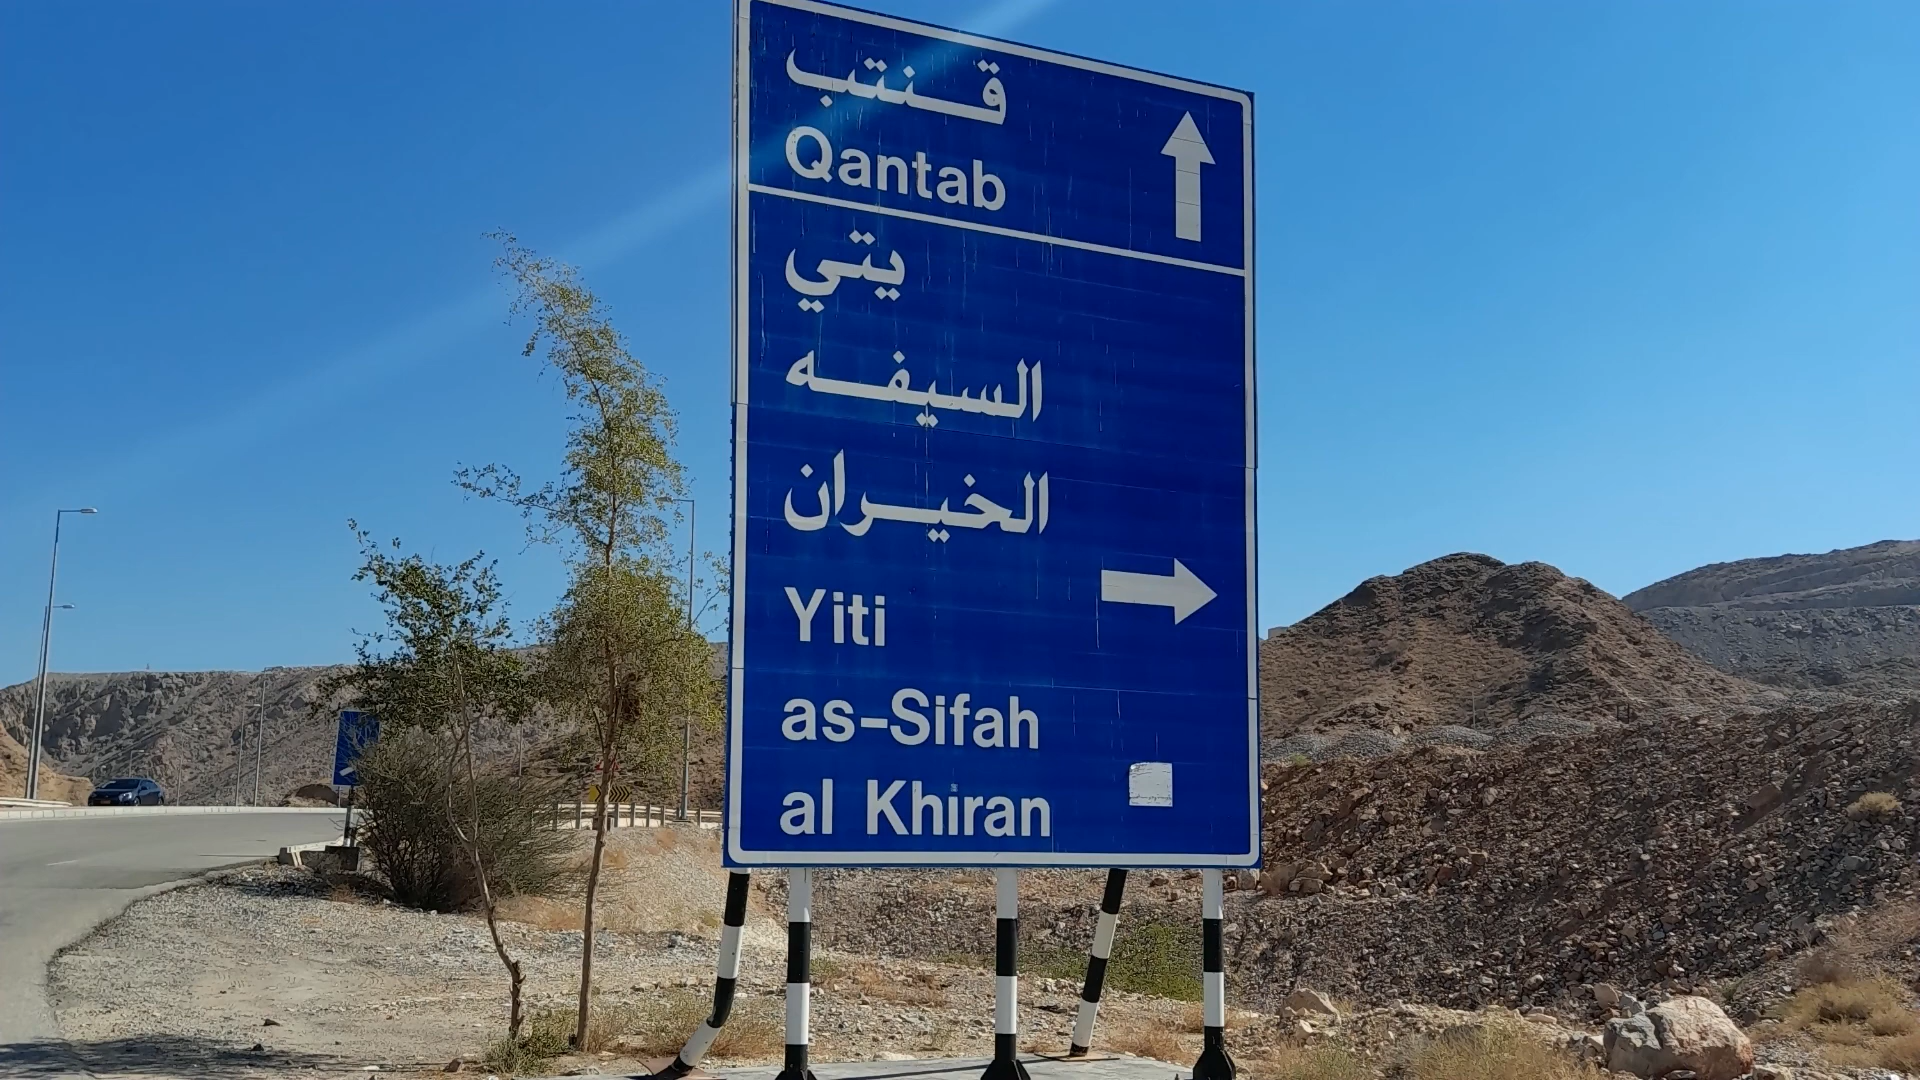 قنتب
Qantab
يتي
السيفه
الخيران
Yiti
as-Sifah
al Khiran